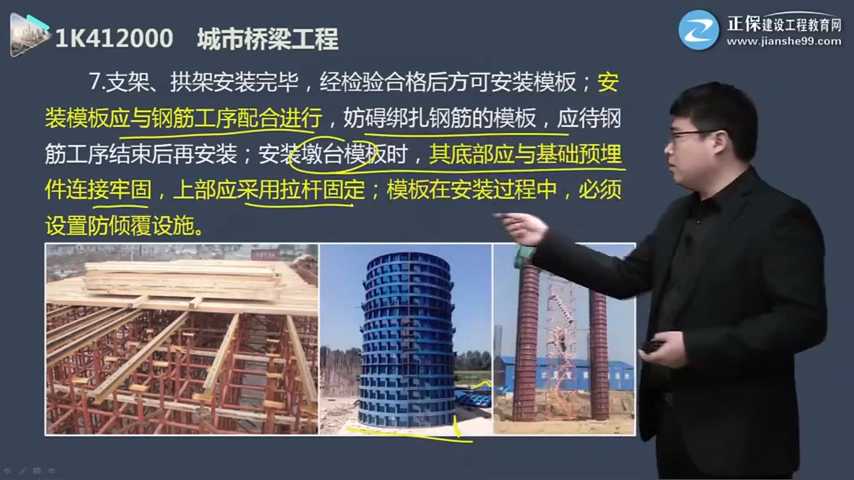 1K412000 城市桥梁工程
正保建设工程教育网
www.jianshe99.com
7.支架、拱架安装完毕，经检验合格后方可安装模板；安
装模板应与钢筋工序配合进行，妨碍绑扎钢筋的模板，应待钢
筋工序结束后再安装；安装墩台模板时，其底部应与基础预埋
件连接牢固，上部应采用拉杆固定；模板在安装过程中，必须
设置防倾覆设施。